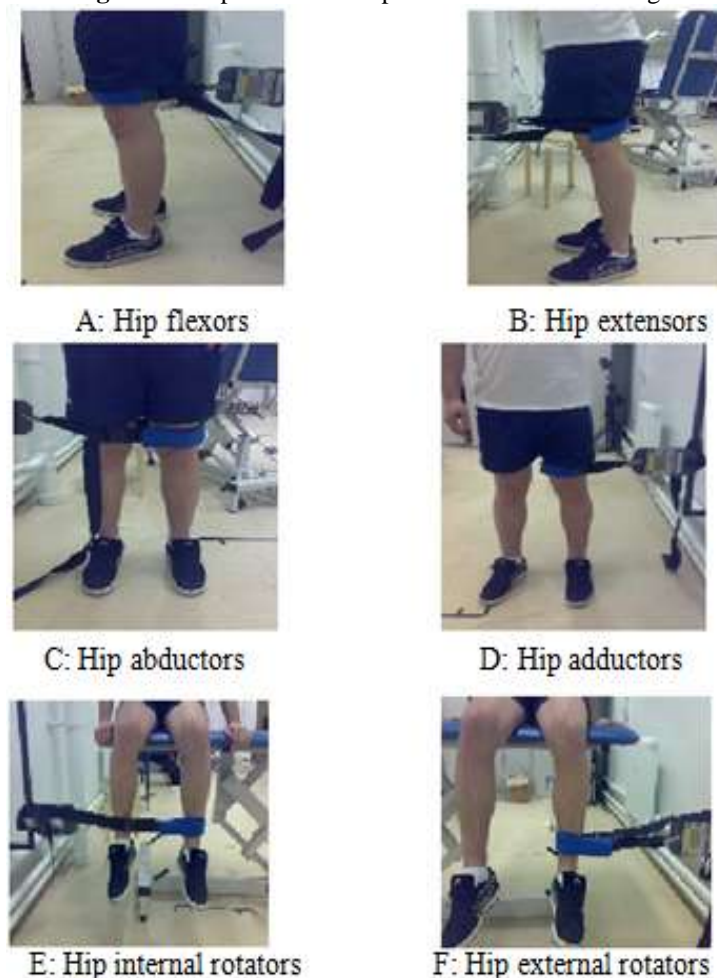 A: Hip flexors
B: Hip extensors
C: Hip abductors
D: Hip adductors
E: Hip internal rotators
F: Hip external rotators